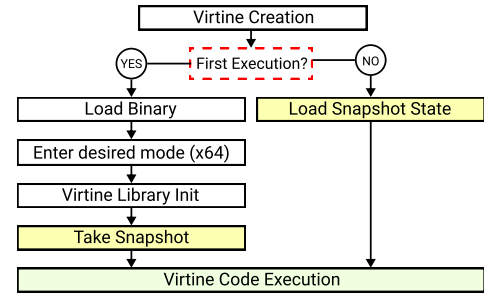 Virtine Creation
First Execution?
YES
NO
Load Binary
Load Snapshot State
Enter desired mode (x64)
Virtine Library Init
Take Snapshot
Virtine Code Execution